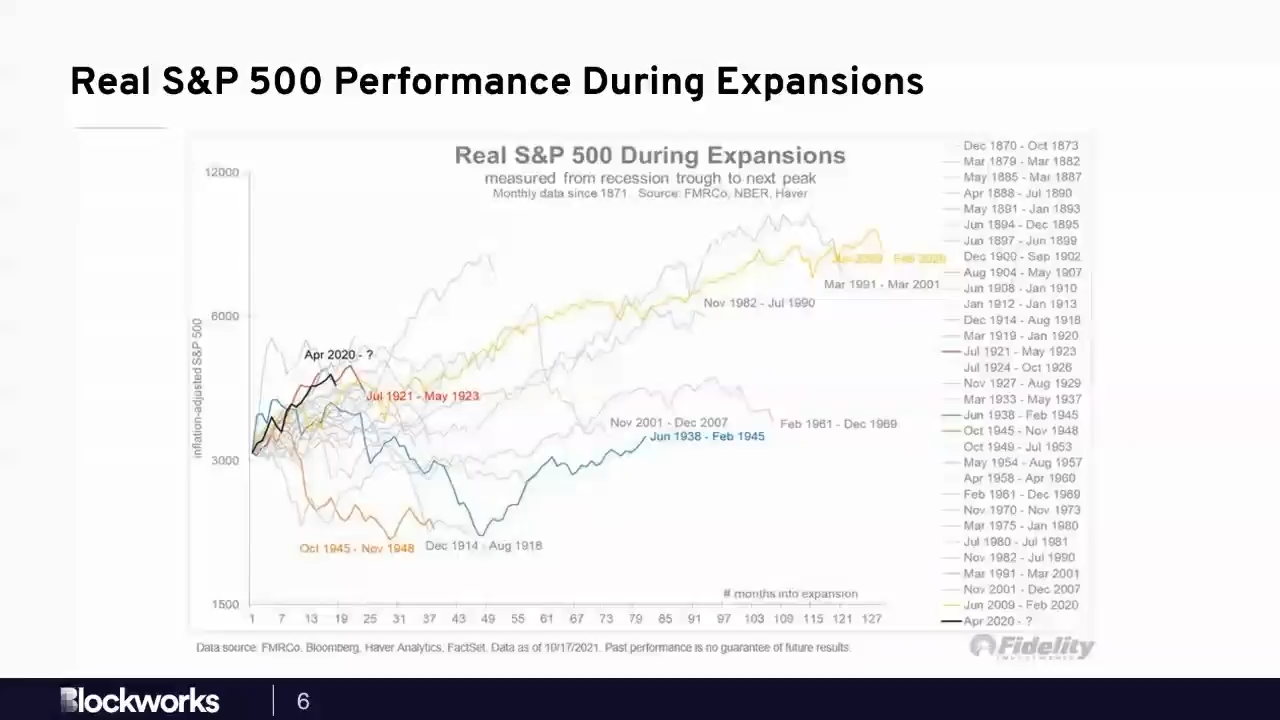 Real S&P 500 Performance During Expansions
Real S&P 500 During Expansions
measured from recession trough to next peak
Monthly data since 1871 Source: FMRCo, NBER, Haver
12000
6000
3000
1500
inflation-adjusted S&P 500
Apr 2020 - ?
Jul 1921 - May 1923
Oct 1945 - Nov 1948
Dec 1914 - Aug 1918
Nov 2001 - Dec 2007
Jun 1938 - Feb 1945
Feb 1961 - Dec 1969
Nov 1982 - Jul 1990
Mar 1991 - Mar 2001
Jun 2009 - Feb 2020
# months into expansion
1 7 13 19 25 31 37 43 49 55 61 67 73 79 85 91 97 103 109 115 121 127
Dec 1870 - Oct 1873
Mar 1879 - Mar 1882
May 1885 - Mar 1887
Apr 1888 - Jul 1890
May 1891 - Jan 1893
Jun 1894 - Dec 1895
Jun 1897 - Jun 1899
Dec 1900 - Sep 1902
Aug 1904 - May 1907
Jun 1908 - Jan 1910
Jan 1912 - Jan 1913
Dec 1914 - Aug 1918
Mar 1919 - Jan 1920
Jul 1921 - May 1923
Jul 1924 - Oct 1926
Nov 1927 - Aug 1929
Mar 1933 - May 1937
Jun 1938 - Feb 1945
Oct 1945 - Nov 1948
Oct 1949 - Jul 1953
May 1954 - Aug 1957
Apr 1958 - Apr 1960
Feb 1961 - Dec 1969
Nov 1970 - Nov 1973
Mar 1975 - Jan 1980
Jul 1980 - Jul 1981
Nov 1982 - Jul 1990
Mar 1991 - Mar 2001
Nov 2001 - Dec 2007
Jun 2009 - Feb 2020
Apr 2020 - ?
Data source: FMRCo, Bloomberg, Haver Analytics, FactSet. Data as of 10/17/2021. Past performance is no guarantee of future results.
Fidelity
INVESTMENTS
Blockworks
6